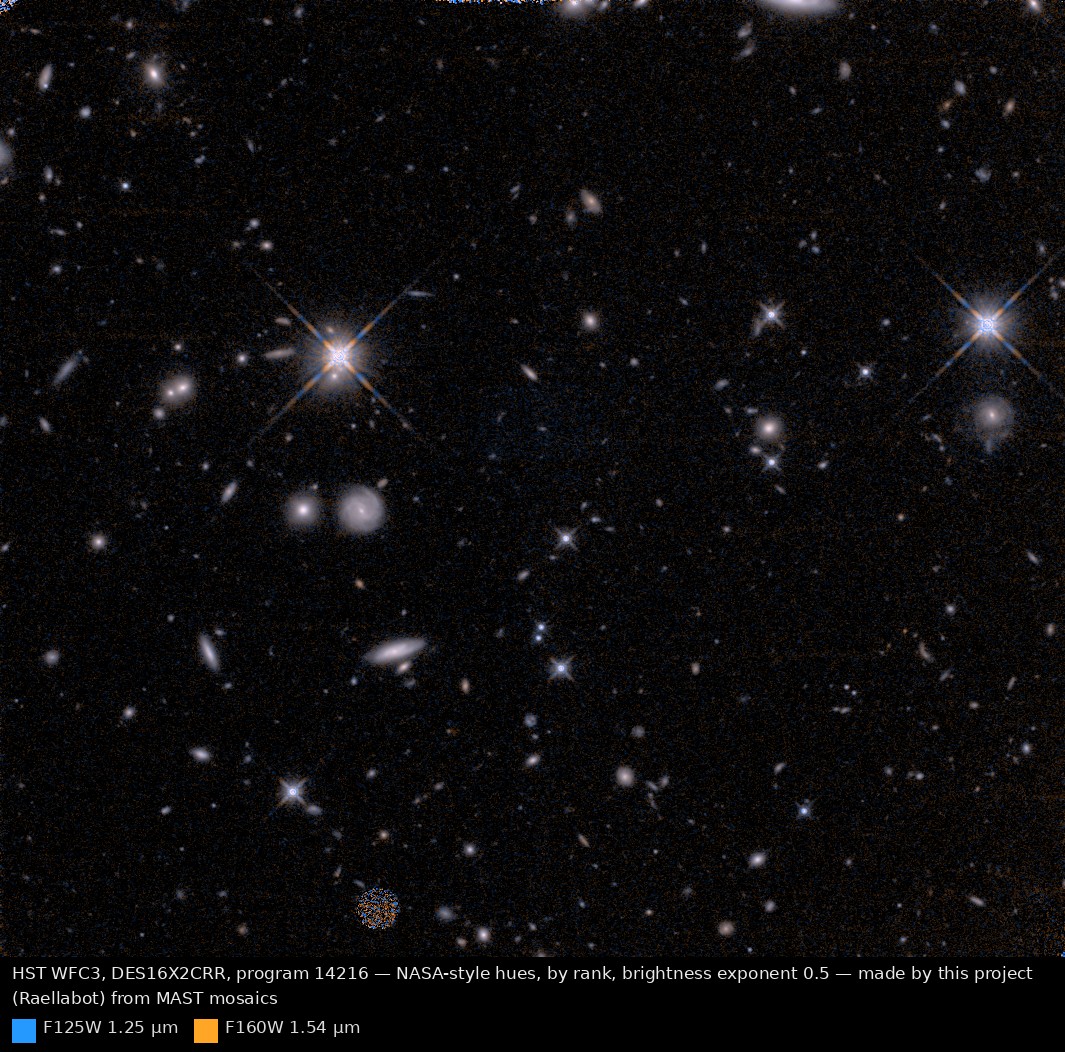 HST WFC3, DES16X2CRR, program 14216 — NASA-style hues, by rank, brightness exponent 0.5 — made by this project
(Raellabot) from MAST mosaics
F125W 1.25 µm F160W 1.54 µm